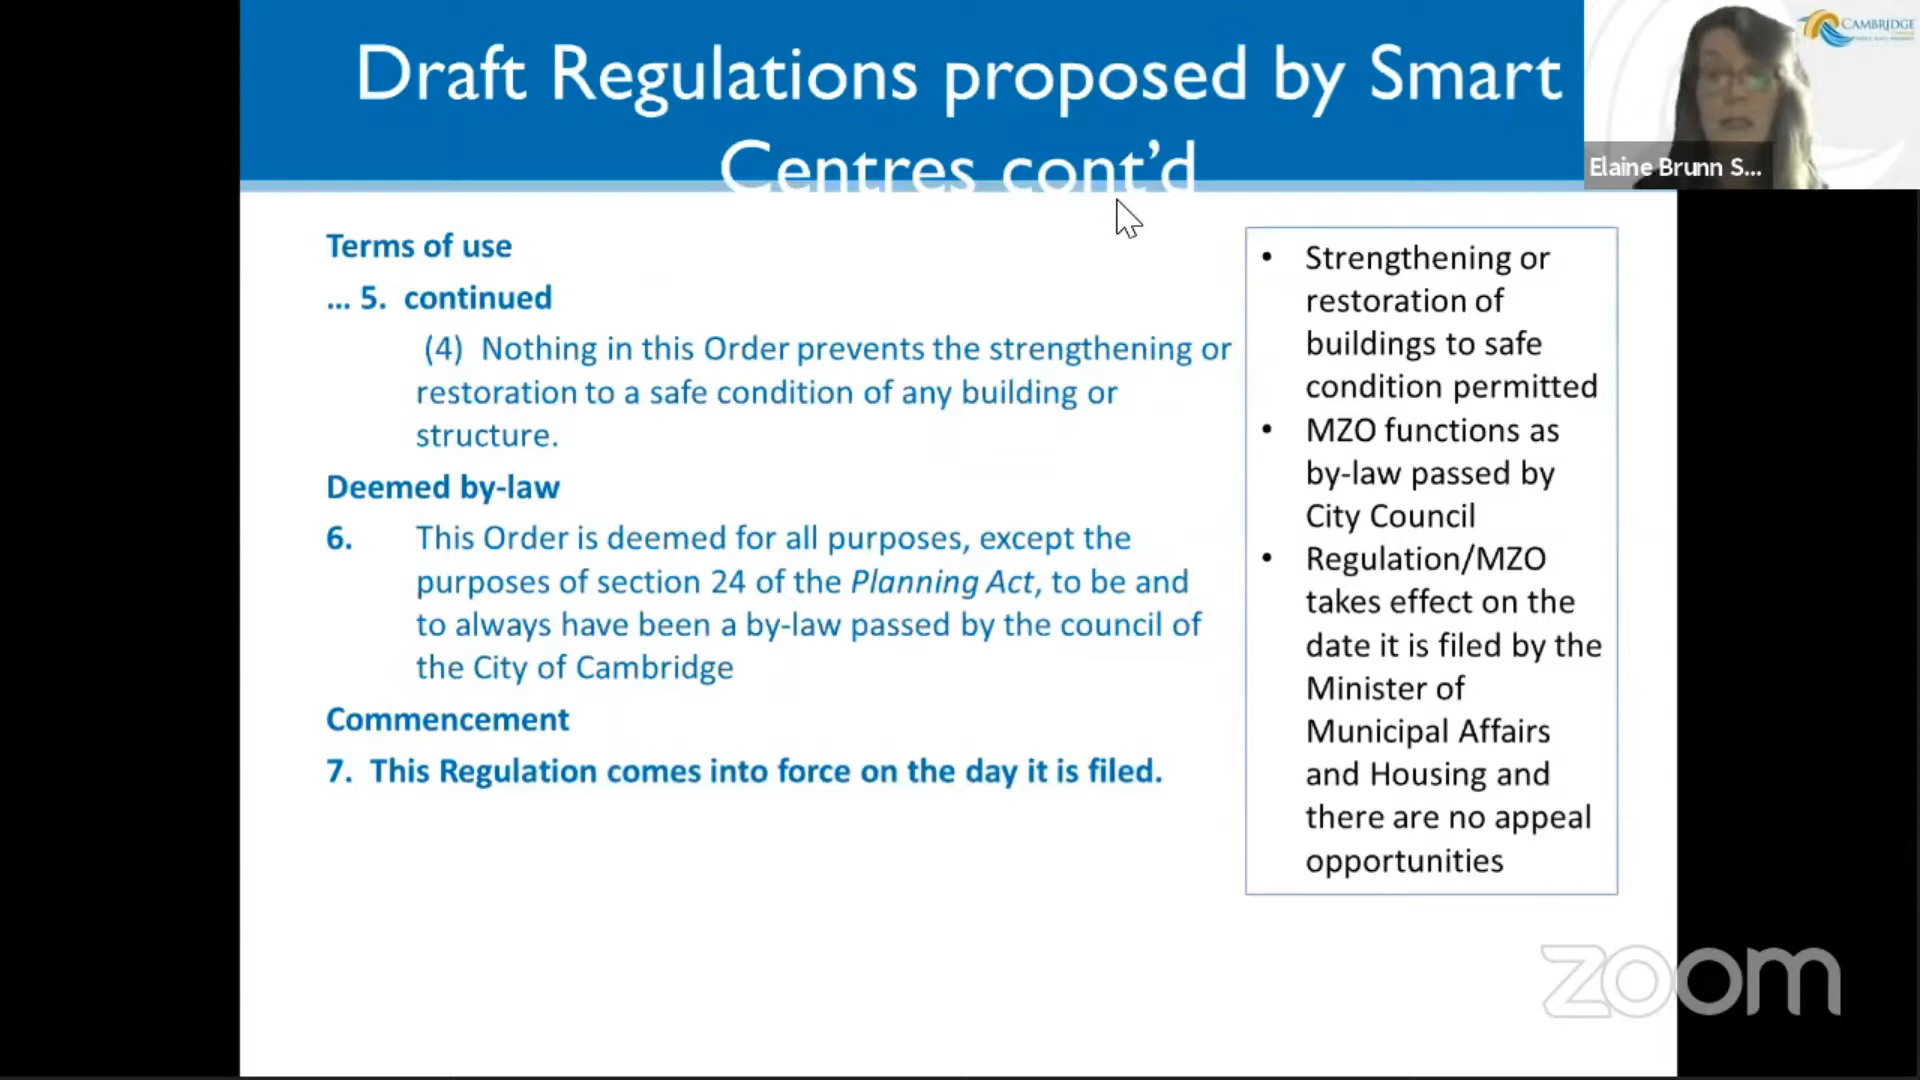 Draft Regulations proposed by Smart
Centres cont’d
CAMBRIDGE
Elaine Brunn S...
Terms of use
... 5. continued
(4) Nothing in this Order prevents the strengthening or
restoration to a safe condition of any building or
structure.
Deemed by-law
6. This Order is deemed for all purposes, except the
purposes of section 24 of the Planning Act, to be and
to always have been a by-law passed by the council of
the City of Cambridge
Commencement
7. This Regulation comes into force on the day it is filed.
• Strengthening or
restoration of
buildings to safe
condition permitted
• MZO functions as
by-law passed by
City Council
• Regulation/MZO
takes effect on the
date it is filed by the
Minister of
Municipal Affairs
and Housing and
there are no appeal
opportunities
zoom